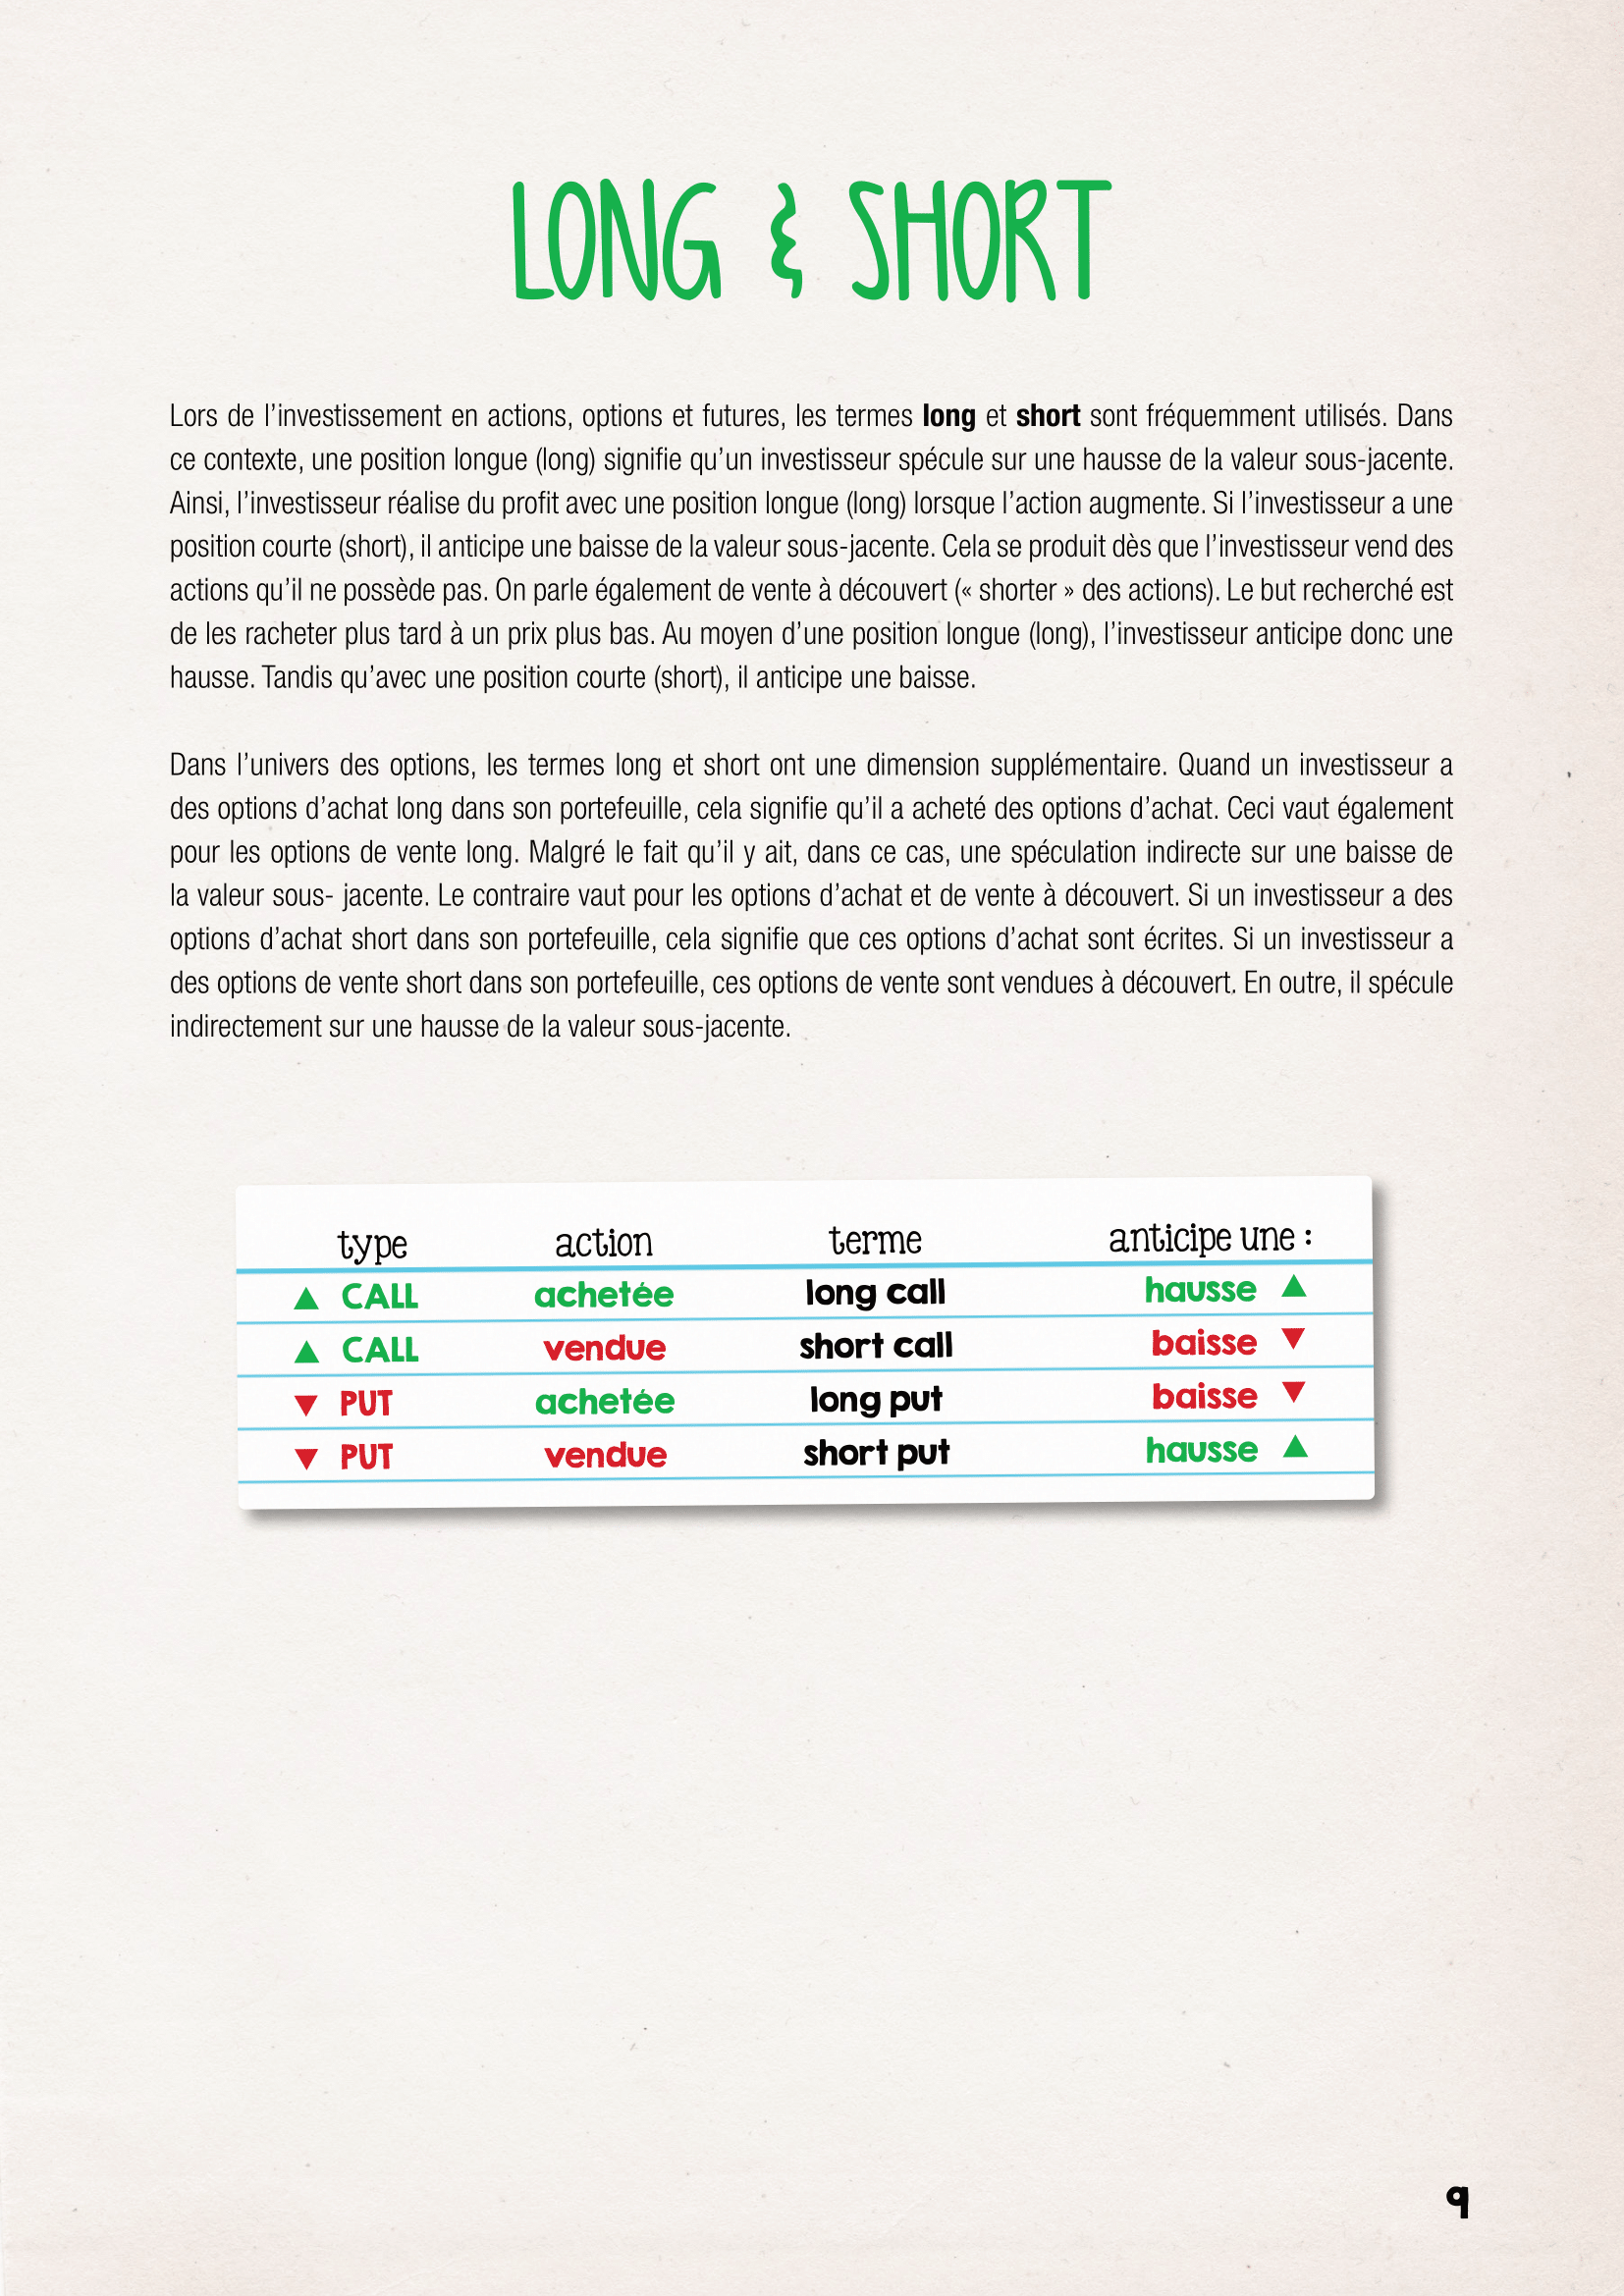 LONG & SHORT
Lors de l’investissement en actions, options et futures, les termes long et short sont fréquemment utilisés. Dans
ce contexte, une position longue (long) signifie qu’un investisseur spécule sur une hausse de la valeur sous-jacente.
Ainsi, l’investisseur réalise du profit avec une position longue (long) lorsque l’action augmente. Si l’investisseur a une
position courte (short), il anticipe une baisse de la valeur sous-jacente. Cela se produit dès que l’investisseur vend des
actions qu’il ne possède pas. On parle également de vente à découvert (« shorter » des actions). Le but recherché est
de les racheter plus tard à un prix plus bas. Au moyen d’une position longue (long), l’investisseur anticipe donc une
hausse. Tandis qu’avec une position courte (short), il anticipe une baisse.
Dans l’univers des options, les termes long et short ont une dimension supplémentaire. Quand un investisseur a
des options d’achat long dans son portefeuille, cela signifie qu’il a acheté des options d’achat. Ceci vaut également
pour les options de vente long. Malgré le fait qu’il y ait, dans ce cas, une spéculation indirecte sur une baisse de
la valeur sous- jacente. Le contraire vaut pour les options d’achat et de vente à découvert. Si un investisseur a des
options d’achat short dans son portefeuille, cela signifie que ces options d’achat sont écrites. Si un investisseur a
des options de vente short dans son portefeuille, ces options de vente sont vendues à découvert. En outre, il spécule
indirectement sur une hausse de la valeur sous-jacente.
type action terme anticipe une :
▲ CALL achetée long call hausse ▲
▲ CALL vendue short call baisse ▼
▼ PUT achetée long put baisse ▼
▼ PUT vendue short put hausse ▲
9